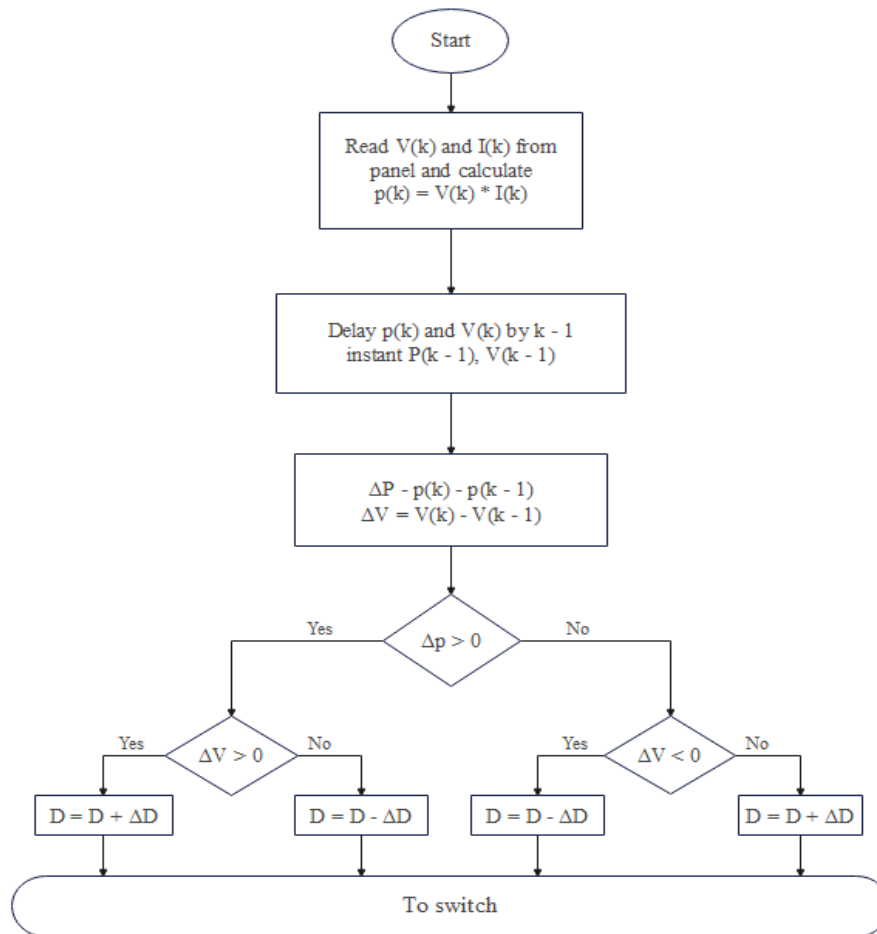 Start
Read V(k) and I(k) from
panel and calculate
p(k) = V(k) * I(k)
Delay p(k) and V(k) by k - 1
instant P(k - 1), V(k - 1)
ΔP - p(k) - p(k - 1)
ΔV = V(k) - V(k - 1)
Yes
Δp > 0
No
Yes
ΔV > 0
No
Yes
ΔV < 0
No
D = D + ΔD
D = D - ΔD
D = D - ΔD
D = D + ΔD
To switch